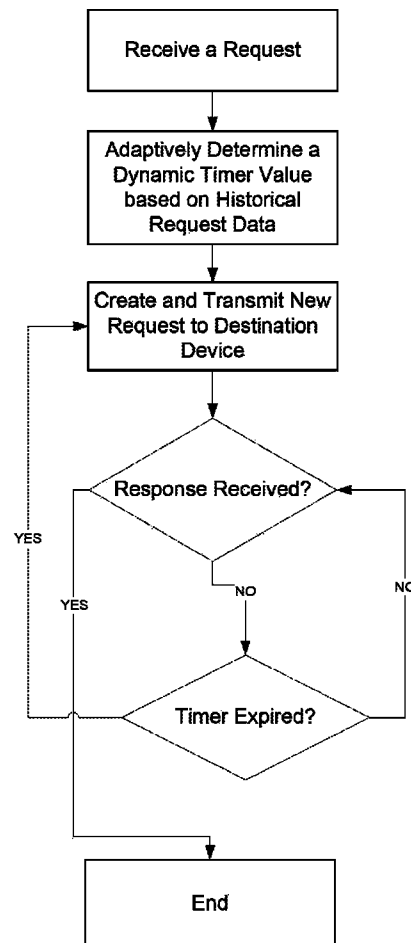 Receive a Request
Adaptively Determine a
Dynamic Timer Value
based on Historical
Request Data
Create and Transmit New
Request to Destination
Device
Response Received?
YES
NO
NO
YES
Timer Expired?
End